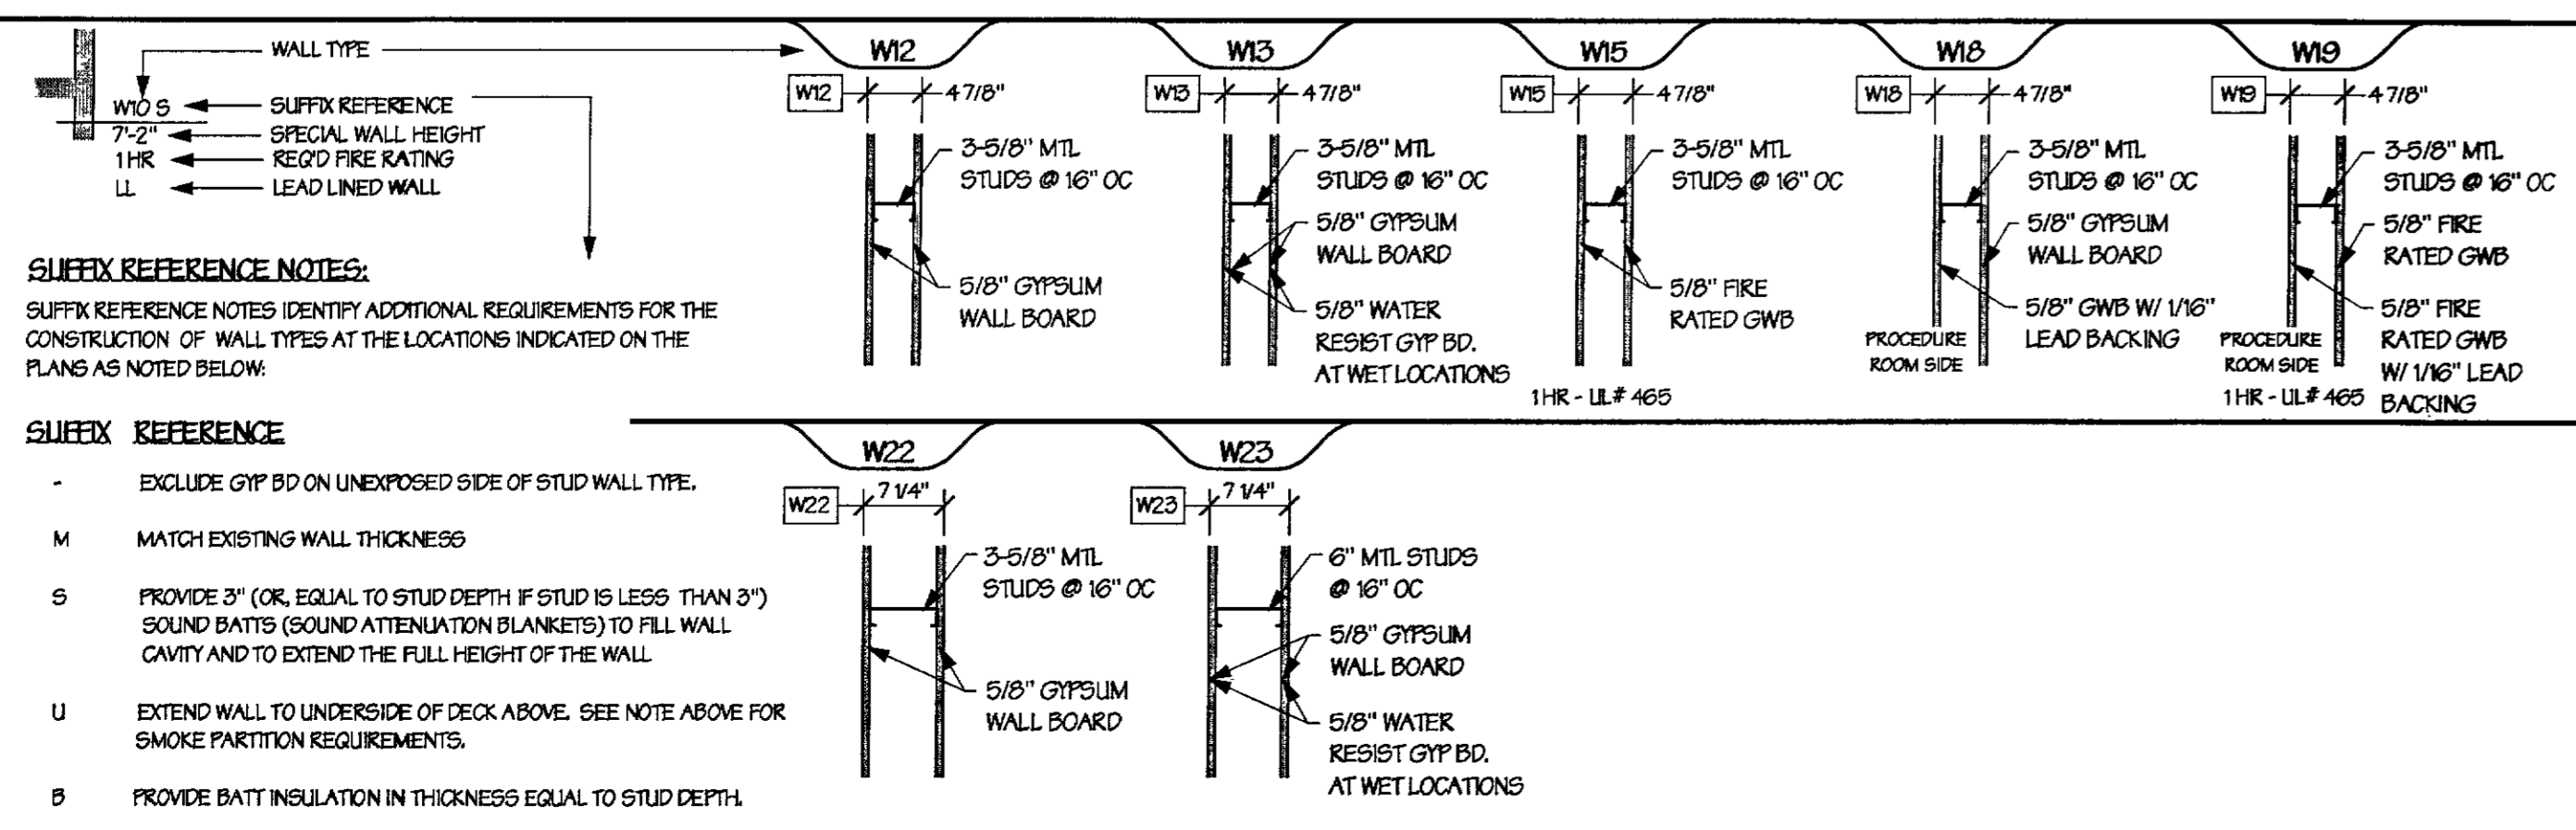 WALL TYPE
W10 S
SUFFIX REFERENCE
7'-2"
SPECIAL WALL HEIGHT
1 HR
REQ'D FIRE RATING
LL
LEAD LINED WALL
SUFFIX REFERENCE NOTES:
SUFFIX REFERENCE NOTES IDENTIFY ADDITIONAL REQUIREMENTS FOR THE
CONSTRUCTION OF WALL TYPES AT THE LOCATIONS INDICATED ON THE
PLANS AS NOTED BELOW:
SUFFIX REFERENCE
- EXCLUDE GYP BD ON UNEXPOSED SIDE OF STUD WALL TYPE.
M MATCH EXISTING WALL THICKNESS
S PROVIDE 3" (OR, EQUAL TO STUD DEPTH IF STUD IS LESS THAN 3")
SOUND BATTS (SOUND ATTENUATION BLANKETS) TO FILL WALL
CAVITY AND TO EXTEND THE FULL HEIGHT OF THE WALL
U EXTEND WALL TO UNDERSIDE OF DECK ABOVE. SEE NOTE ABOVE FOR
SMOKE PARTITION REQUIREMENTS.
B PROVIDE BATT INSULATION IN THICKNESS EQUAL TO STUD DEPTH.
W12
W12
4 7/8"
3-5/8" MTL
STUDS @ 16" OC
5/8" GYPSUM
WALL BOARD
W13
W13
4 7/8"
3-5/8" MTL
STUDS @ 16" OC
5/8" GYPSUM
WALL BOARD
5/8" WATER
RESIST GYP BD.
AT WET LOCATIONS
W15
W15
4 7/8"
3-5/8" MTL
STUDS @ 16" OC
5/8" FIRE
RATED GWB
1 HR - UL# 465
W18
W18
4 7/8"
3-5/8" MTL
STUDS @ 16" OC
5/8" GYPSUM
WALL BOARD
5/8" GWB W/ 1/16"
LEAD BACKING
PROCEDURE
ROOM SIDE
W19
W19
4 7/8"
3-5/8" MTL
STUDS @ 16" OC
5/8" FIRE
RATED GWB
5/8" FIRE
RATED GWB
W/ 1/16" LEAD
BACKING
PROCEDURE
ROOM SIDE
1 HR - UL# 465
W22
W22
7 1/4"
3-5/8" MTL
STUDS @ 16" OC
5/8" GYPSUM
WALL BOARD
W23
W23
7 1/4"
6" MTL STUDS
@ 16" OC
5/8" GYPSUM
WALL BOARD
5/8" WATER
RESIST GYP BD.
AT WET LOCATIONS